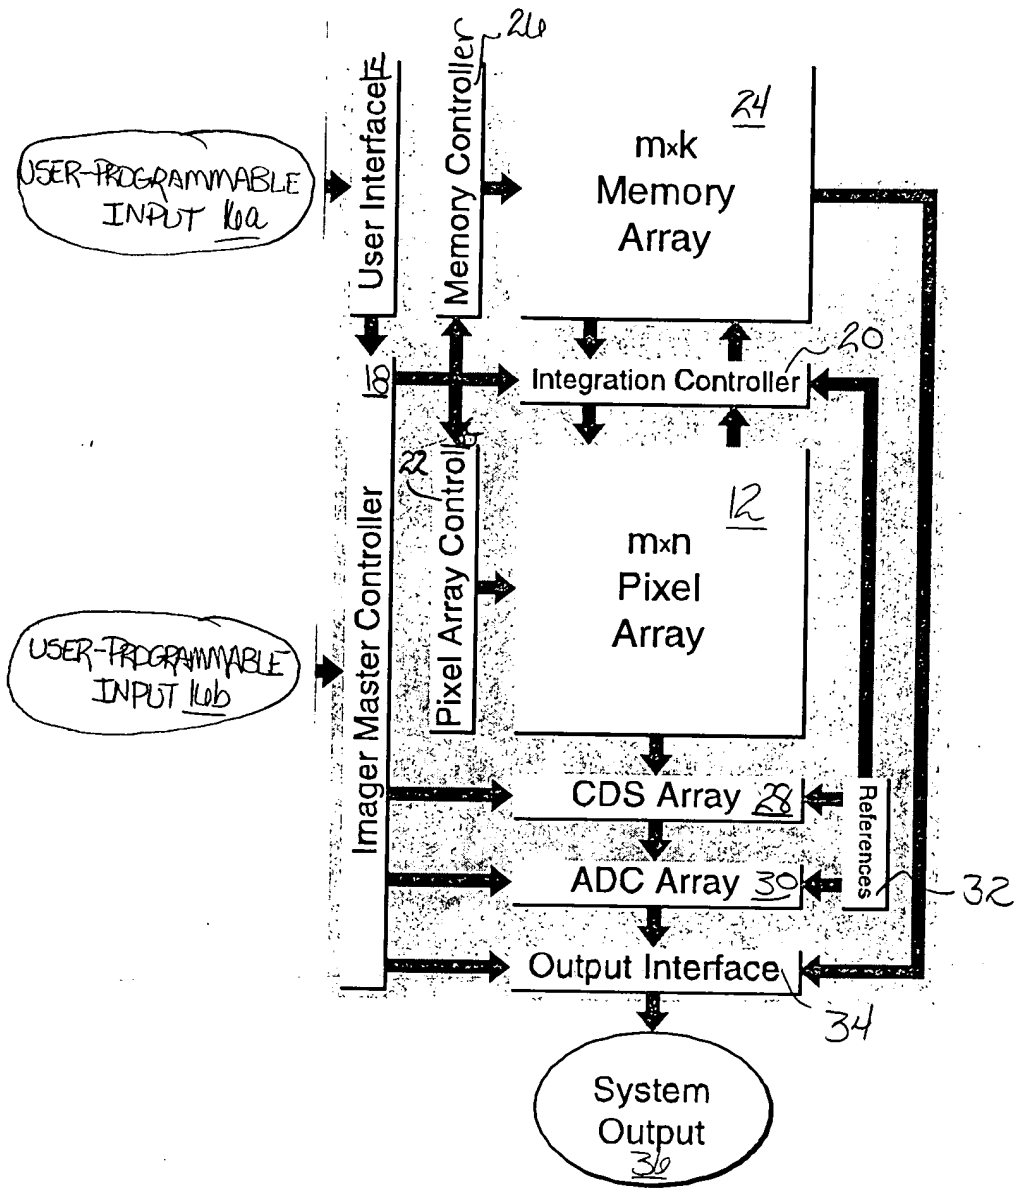 26
USER-PROGRAMMABLE
INPUT 16a
User Interface 14
Memory Controller
24
m×k
Memory
Array
20
18
Integration Controller
22
Pixel Array Controller
12
m×n
Pixel
Array
USER-PROGRAMMABLE
INPUT 16b
Imager Master Controller
CDS Array 28
References
ADC Array 30
32
Output Interface
34
System
Output
36